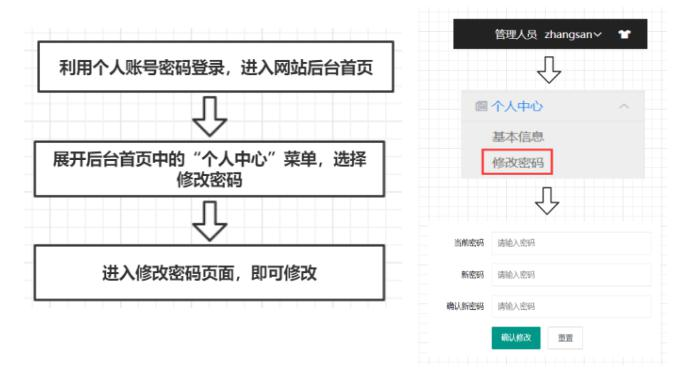 利用个人账号密码登录，进入网站后台首页
展开后台首页中的“个人中心”菜单，选择
修改密码
进入修改密码页面，即可修改
管理人员 zhangsan
个人中心
基本信息
修改密码
当前密码 请输入密码
新密码 请输入密码
确认新密码 请输入密码
确认修改 重置